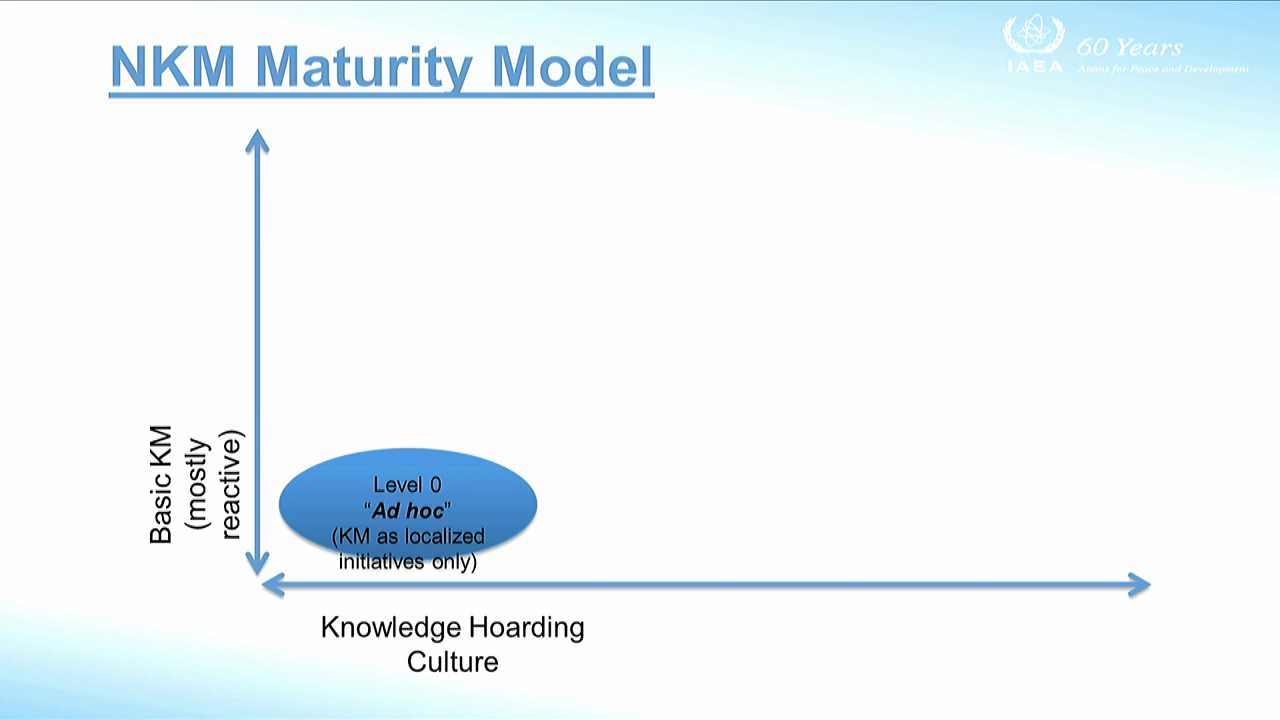 NKM Maturity Model
IAEA
60 Years
Atoms for Peace and Development
Basic KM
(mostly
reactive)
Level 0
“Ad hoc”
(KM as localized
initiatives only)
Knowledge Hoarding
Culture